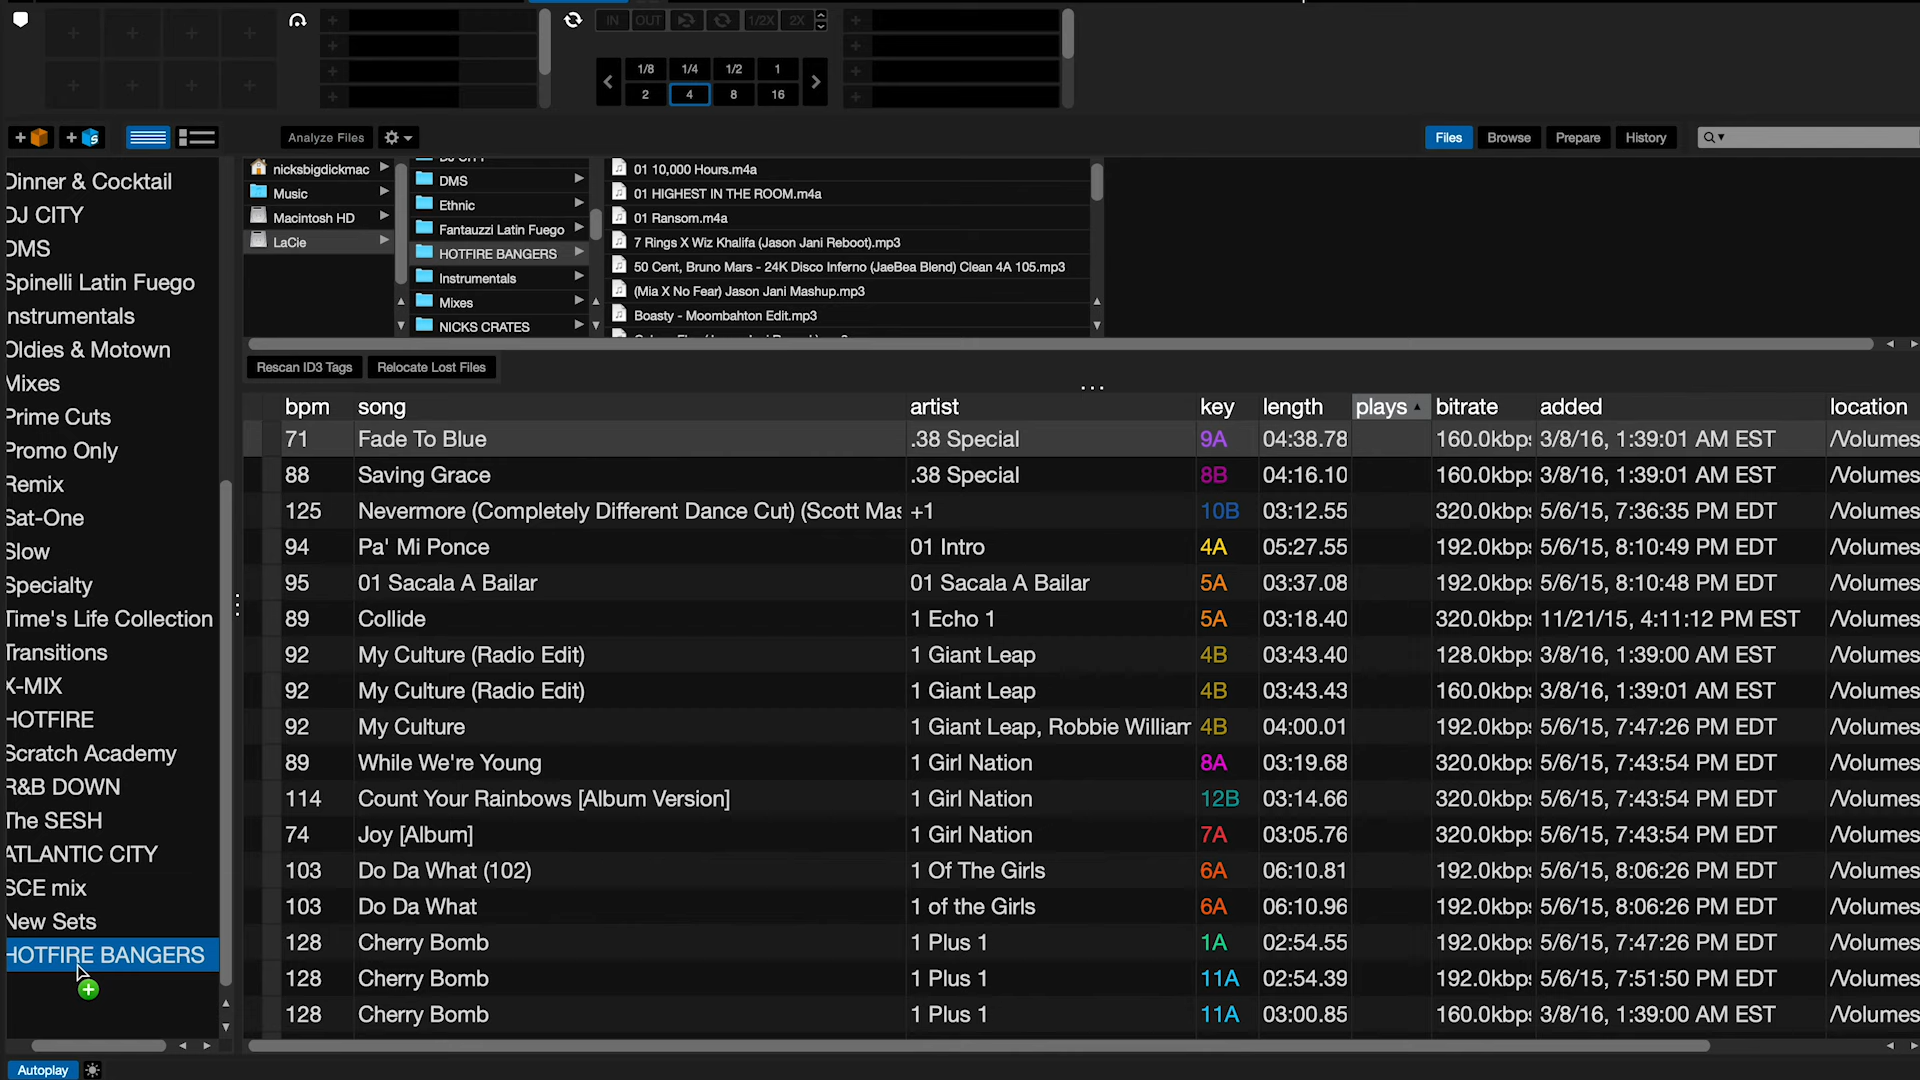 IN OUT 1/2X 2X
1/8 1/4 1/2 1
2 4 8 16
Analyze Files
Files Browse Prepare History
Dinner & Cocktail
DJ CITY
DMS
Spinelli Latin Fuego
Instrumentals
Oldies & Motown
Mixes
Prime Cuts
Promo Only
Remix
Sat-One
Slow
Specialty
Time's Life Collection
Transitions
X-MIX
HOTFIRE
Scratch Academy
R&B DOWN
The SESH
ATLANTIC CITY
SCE mix
New Sets
HOTFIRE BANGERS
nicksbigdickmac
Music
Macintosh HD
LaCie
DJ CITY
DMS
Ethnic
Fantauzzi Latin Fuego
HOTFIRE BANGERS
Instrumentals
Mixes
NICKS CRATES
01 10,000 Hours.m4a
01 HIGHEST IN THE ROOM.m4a
01 Ransom.m4a
7 Rings X Wiz Khalifa (Jason Jani Reboot).mp3
50 Cent, Bruno Mars - 24K Disco Inferno (JaeBea Blend) Clean 4A 105.mp3
(Mia X No Fear) Jason Jani Mashup.mp3
Boasty - Moombahton Edit.mp3
Rescan ID3 Tags Relocate Lost Files
bpm song artist key length plays bitrate added location
71 Fade To Blue .38 Special 9A 04:38.78 160.0kbps 3/8/16, 1:39:01 AM EST /Volumes
88 Saving Grace .38 Special 8B 04:16.10 160.0kbps 3/8/16, 1:39:01 AM EST /Volumes
125 Nevermore (Completely Different Dance Cut) (Scott Mas +1 10B 03:12.55 320.0kbps 5/6/15, 7:36:35 PM EDT /Volumes
94 Pa' Mi Ponce 01 Intro 4A 05:27.55 192.0kbps 5/6/15, 8:10:49 PM EDT /Volumes
95 01 Sacala A Bailar 01 Sacala A Bailar 5A 03:37.08 192.0kbps 5/6/15, 8:10:48 PM EDT /Volumes
89 Collide 1 Echo 1 5A 03:18.40 320.0kbps 11/21/15, 4:11:12 PM EST /Volumes
92 My Culture (Radio Edit) 1 Giant Leap 4B 03:43.40 128.0kbps 3/8/16, 1:39:00 AM EST /Volumes
92 My Culture (Radio Edit) 1 Giant Leap 4B 03:43.43 160.0kbps 3/8/16, 1:39:01 AM EST /Volumes
92 My Culture 1 Giant Leap, Robbie William 4B 04:00.01 192.0kbps 5/6/15, 7:47:26 PM EDT /Volumes
89 While We're Young 1 Girl Nation 8A 03:19.68 320.0kbps 5/6/15, 7:43:54 PM EDT /Volumes
114 Count Your Rainbows [Album Version] 1 Girl Nation 12B 03:14.66 320.0kbps 5/6/15, 7:43:54 PM EDT /Volumes
74 Joy [Album] 1 Girl Nation 7A 03:05.76 320.0kbps 5/6/15, 7:43:54 PM EDT /Volumes
103 Do Da What (102) 1 Of The Girls 6A 06:10.81 192.0kbps 5/6/15, 8:06:26 PM EDT /Volumes
103 Do Da What 1 of the Girls 6A 06:10.96 192.0kbps 5/6/15, 8:06:26 PM EDT /Volumes
128 Cherry Bomb 1 Plus 1 1A 02:54.55 192.0kbps 5/6/15, 7:47:26 PM EDT /Volumes
128 Cherry Bomb 1 Plus 1 11A 02:54.39 192.0kbps 5/6/15, 7:51:50 PM EDT /Volumes
128 Cherry Bomb 1 Plus 1 11A 03:00.85 160.0kbps 3/8/16, 1:39:00 AM EST /Volumes
Autoplay